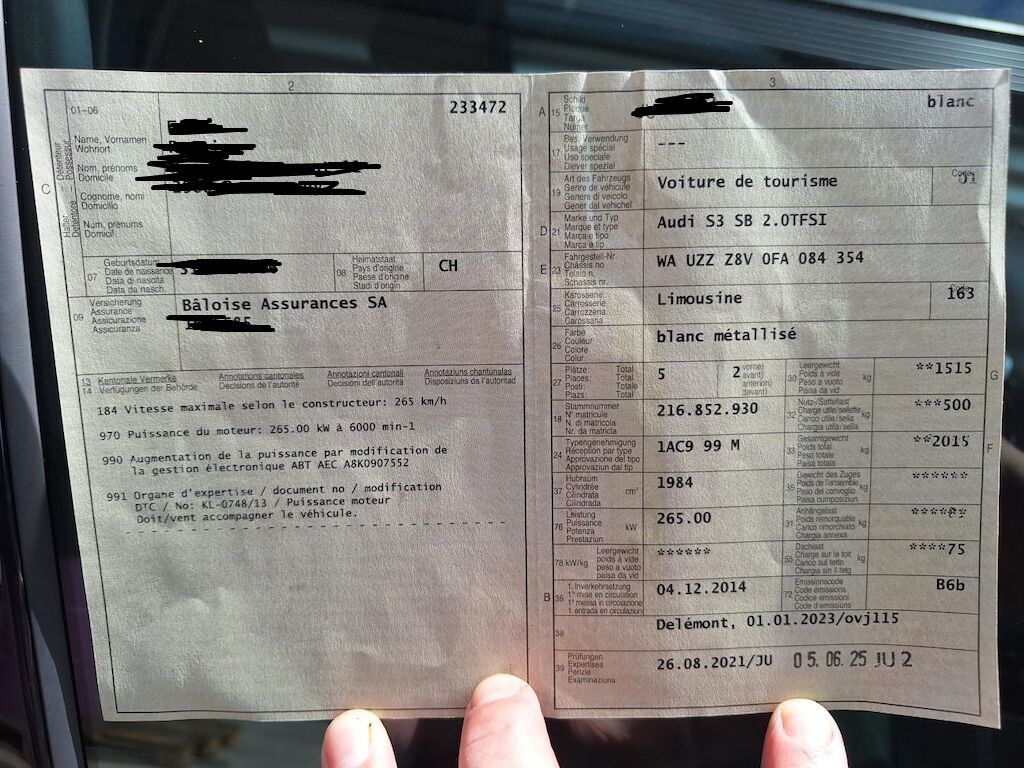 2
01-06
233472
C
Détenteur Possessur
Halter Detentore
Name, Vornamen
Wohnort
Nom, prénoms
Domicile
Cognome, nomi
Domicilio
Num, prenums
Domicil
07 Geburtsdatum
Date de naissance
Data di nascita
Data da nasch.
08 Heimatstaat
Pays d'origine
Paese d'origine
Stadi d'origin
CH
09 Versicherung
Assurance
Assicurazione
Assicuranza
Bâloise Assurances SA
13 Kantonale Vermerke
14 Verfügungen der Behörde
Annotations cantonales
Décisions de l'autorité
Annotazioni cantonali
Decisioni dell'autorità
Annotaziuns chantunalas
Disposiziuns da l'autoritad
184 Vitesse maximale selon le constructeur: 265 km/h
970 Puissance du moteur: 265.00 kW à 6000 min-1
990 Augmentation de la puissance par modification de
la gestion électronique ABT AEC A8K0907552
991 Organe d'expertise / document no / modification
DTC / No: KL-0748/13 / Puissance moteur
Doit/vent accompagner le véhicule.
3
A 15 Schild
Plaque
Targa
Numer
blanc
17 Bes. Verwendung
Usage spécial
Uso speciale
Diever spezial
---
19 Art des Fahrzeugs
Genre de véhicule
Genere di veicolo
Gener dal vehichel
Voiture de tourisme
Code
01
D 21 Marke und Typ
Marque et type
Marca e tipo
Marca e tip
Audi S3 SB 2.0TFSI
E 23 Fahrgestell-Nr.
Châssis no
Telaio n.
Schassis nr.
WA UZZ Z8V 0FA 084 354
25 Karosserie
Carrosserie
Carrozzeria
Carossaria
Limousine
163
26 Farbe
Couleur
Colore
Colur
blanc métallisé
27 Plätze: Total
Places: Total
Posti: Totale
Plazs: Total
5
2 vorne)
avant)
anteriori)
davant)
30 Leergewicht
Poids à vide
Peso a vuoto
Paisa da vid
kg
**1515
G
18 Stammnummer
N° matricule
N. di matricola
Nr. da matricla
216.852.930
32 Nutz-/Sattellast
Charge utile/sellette
Carico utile/sella
Chargia utila/sella
kg
***500
24 Typengenehmigung
Réception par type
Approvazione del tipo
Approvaziun dal tip
1AC9 99 M
33 Gesamtgewicht
Poids total
Peso totale
Paisa totala
kg
**2015
F
37 Hubraum
Cylindrée
Cilindrata
Cilindrada
cm³
1984
35 Gewicht des Zuges
Poids de l'ensemble
Peso del convoglio
Paisa cumposiziun
kg
******
76 Leistung
Puissance
Potenza
Prestaziun
kW
265.00
31 Anhängelast
Poids remorquable
Carico rimorchiato
Chargia annexa
kg
78 kW/kg
Leergewicht
poids à vide
peso a vuoto
paisa da vid
******
55 Dachlast
Charge sur le toit
Carico sul tetto
Chargia sin il tetg
kg
****75
B 36 1. Inverkehrsetzung
1re mise en circulation
1a messa in circolazione
1. entrada en circulaziun
04.12.2014
72 Emissionscode
Code émissions
Codice emissioni
Code d'emissiuns
B6b
38
Delémont, 01.01.2023/ovj115
39 Prüfungen
Expertises
Perizie
Examinaziuns
26.08.2021/JU 05.06.25 JU 2